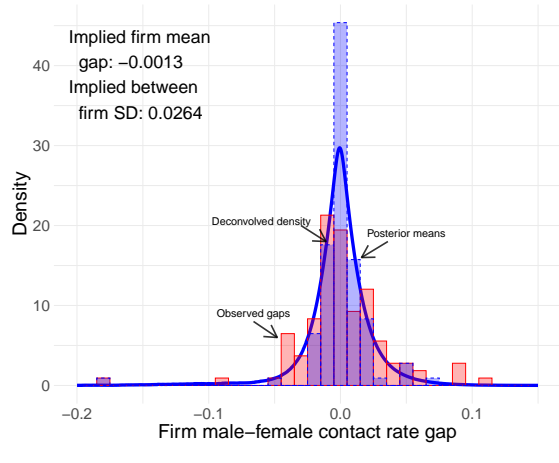 Implied firm mean
gap: −0.0013
Implied between
firm SD: 0.0264
40
30
20
10
0
Density
Deconvolved density
Posterior means
Observed gaps
−0.2
−0.1
0.0
0.1
Firm male−female contact rate gap